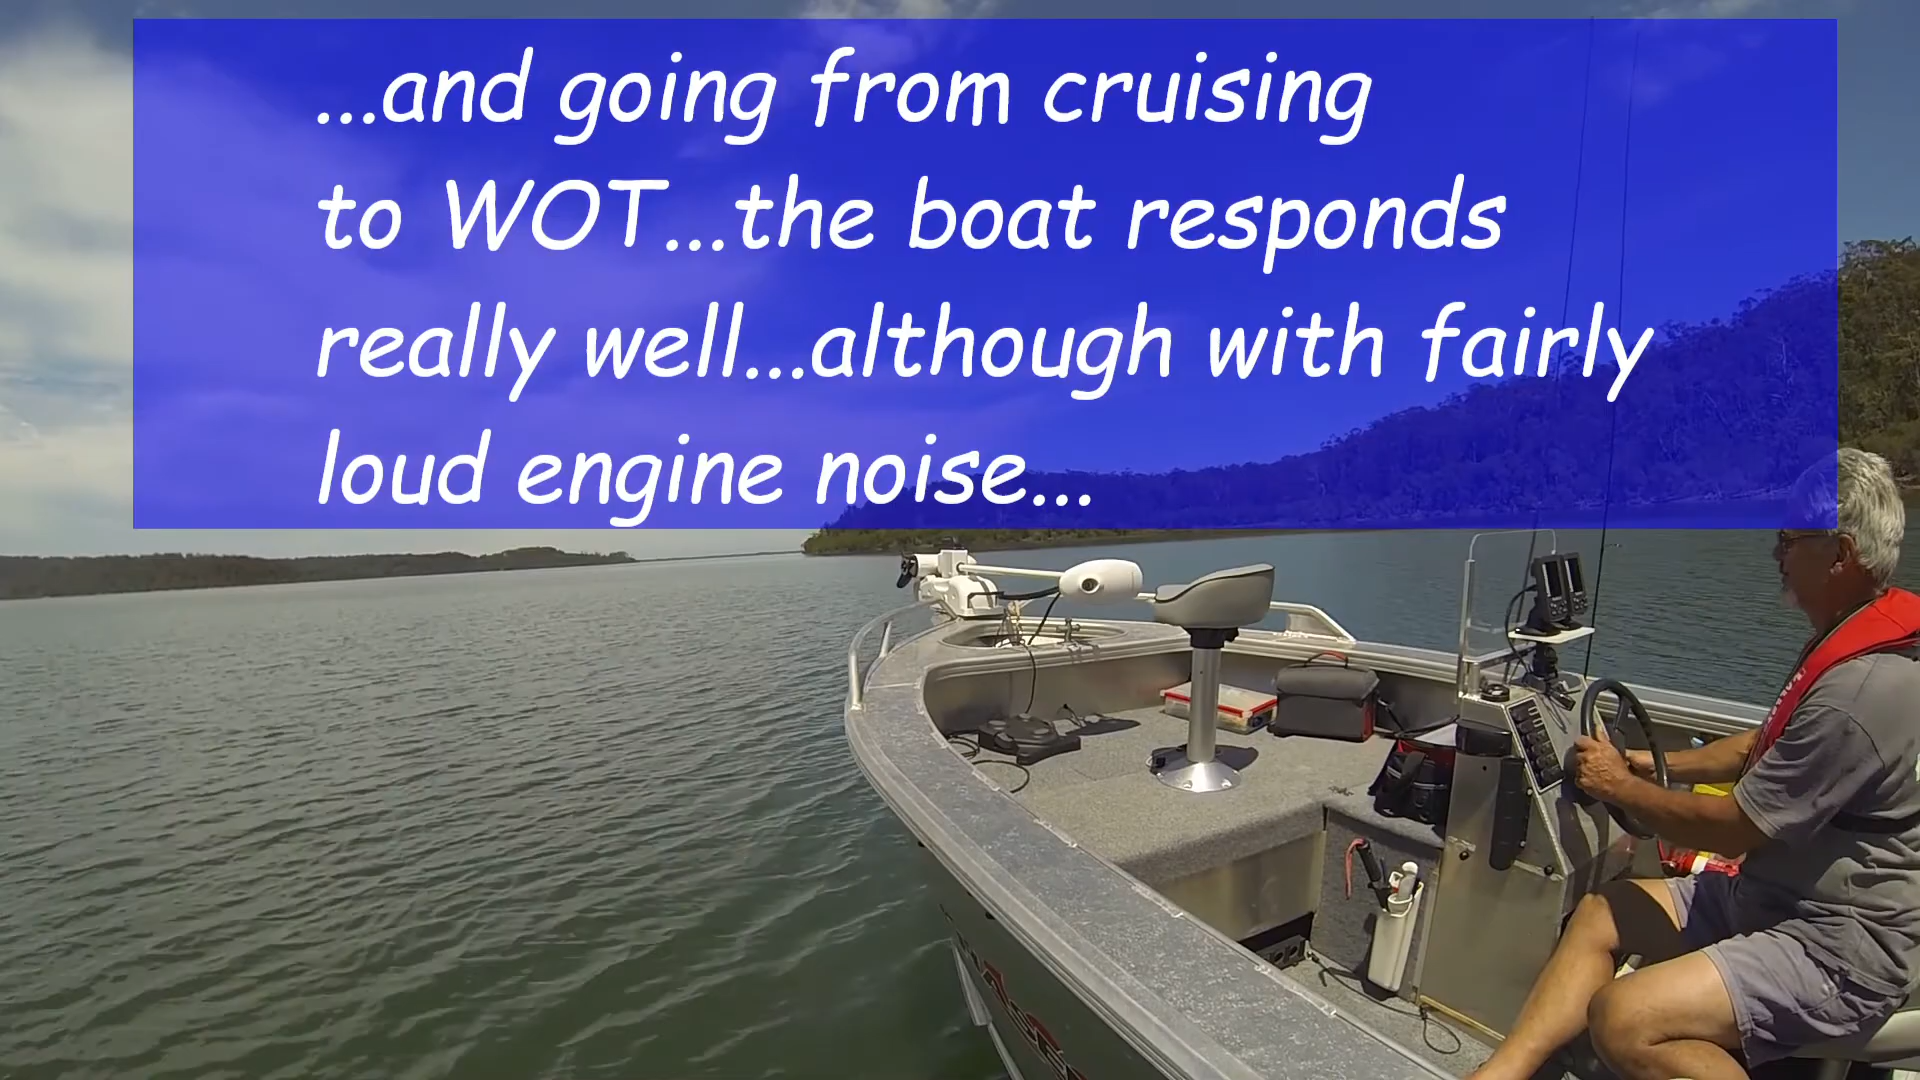 ...and going from cruising
to WOT...the boat responds
really well...although with fairly
loud engine noise...